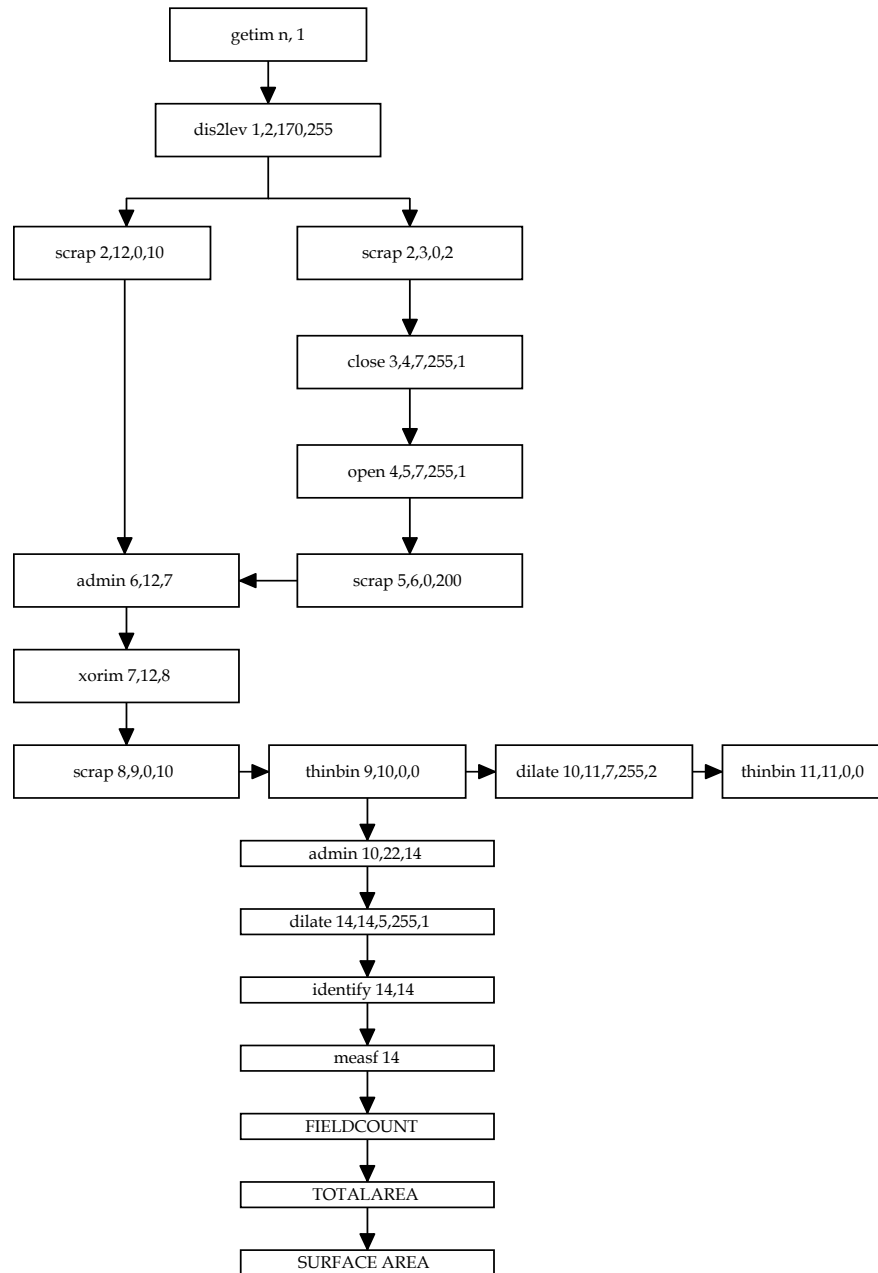 getim n, 1
dis2lev 1,2,170,255
scrap 2,12,0,10
scrap 2,3,0,2
close 3,4,7,255,1
open 4,5,7,255,1
admin 6,12,7
scrap 5,6,0,200
xorim 7,12,8
scrap 8,9,0,10
thinbin 9,10,0,0
dilate 10,11,7,255,2
thinbin 11,11,0,0
admin 10,22,14
dilate 14,14,5,255,1
identify 14,14
measf 14
FIELDCOUNT
TOTALAREA
SURFACE AREA